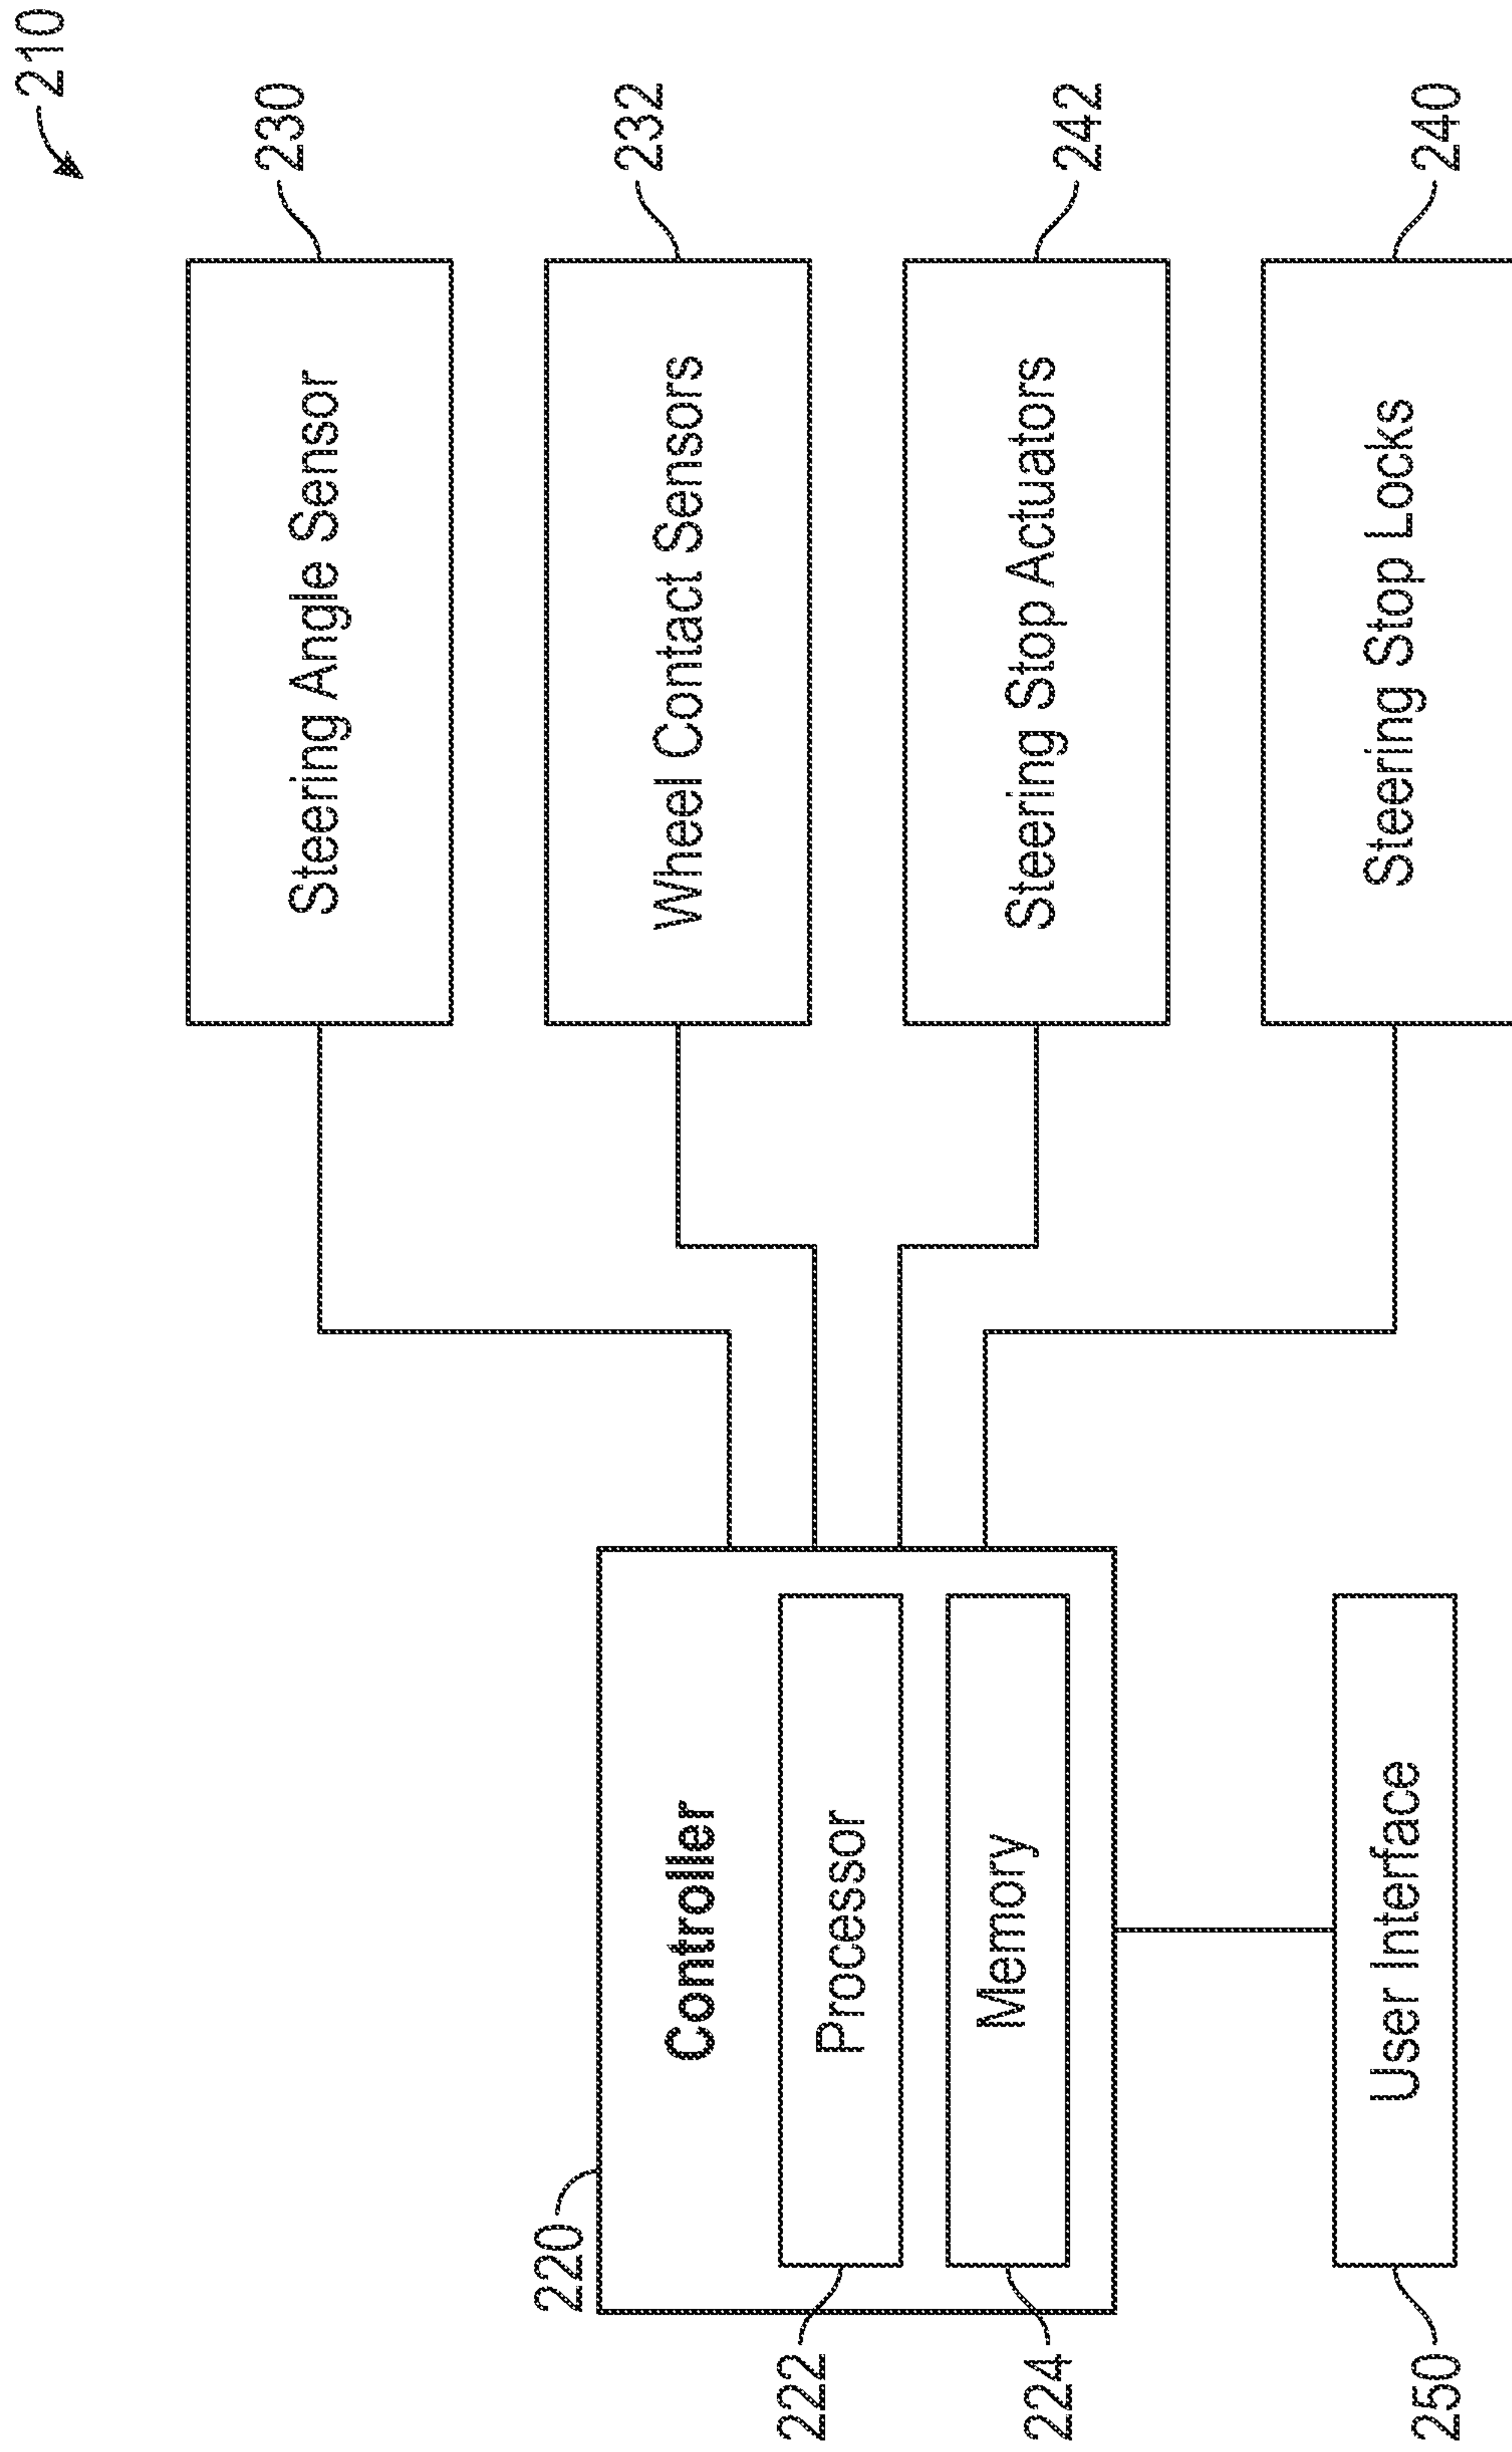 210
Steering Angle Sensor
230
Wheel Contact Sensors
232
220
Controller
222
Processor
224
Memory
Steering Stop Actuators
242
Steering Stop Locks
240
250
User Interface